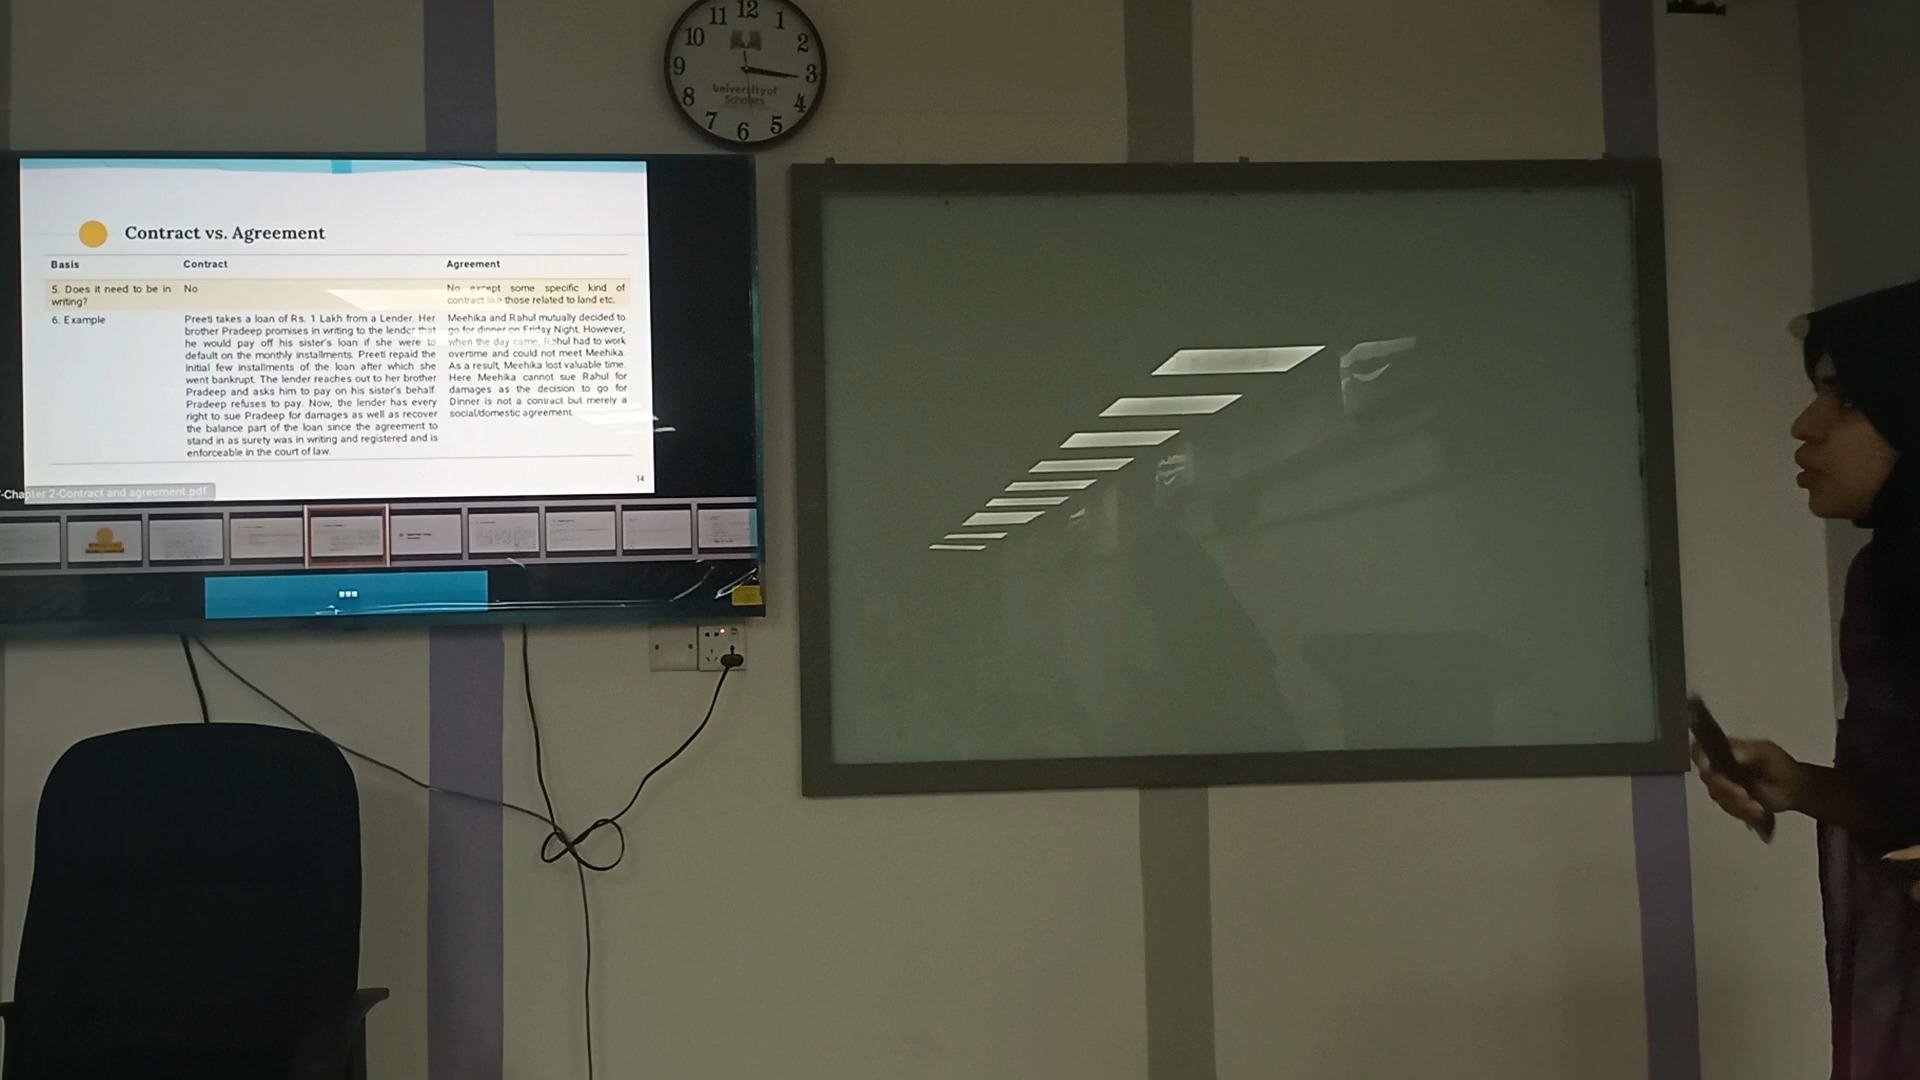 11 12 1
10 2
9 3
8 4
7 6 5
University of
Scholars
Contract vs. Agreement
Basis Contract Agreement
5. Does it need to be in No No except some specific kind of
writing? contract like those related to land etc.
6. Example
Preeti takes a loan of Rs. 1 Lakh from a Lender. Her
brother Pradeep promises in writing to the lender that
he would pay off his sister's loan if she were to
default on the monthly installments. Preeti repaid the
initial few installments of the loan after which she
went bankrupt. The lender reaches out to her brother
Pradeep and asks him to pay on his sister's behalf.
Pradeep refuses to pay. Now, the lender has every
right to sue Pradeep for damages as well as recover
the balance part of the loan since the agreement to
stand in as surety was in writing and registered and is
enforceable in the court of law.
Meehika and Rahul mutually decided to
go for dinner on Friday Night. However,
when the day came, Rahul had to work
overtime and could not meet Meehika.
As a result, Meehika lost valuable time.
Here Meehika cannot sue Rahul for
damages as the decision to go for
Dinner is not a contract but merely a
social/domestic agreement.
14
-Chapter 2-Contract and agreement.pdf